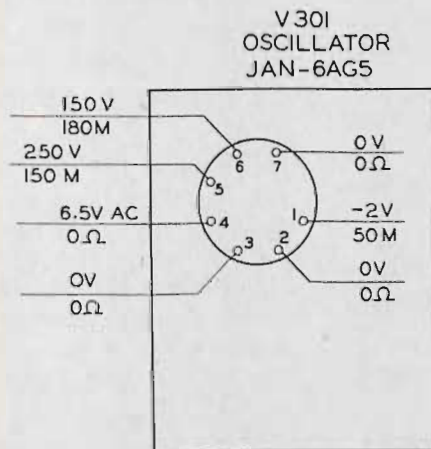 V301
OSCILLATOR
JAN-6AG5
150 V
180M
250 V
150 M
6.5V AC
0Ω
0V
0Ω
0V
0Ω
-2V
50 M
0V
0Ω
6
7
5
4
1
3
2